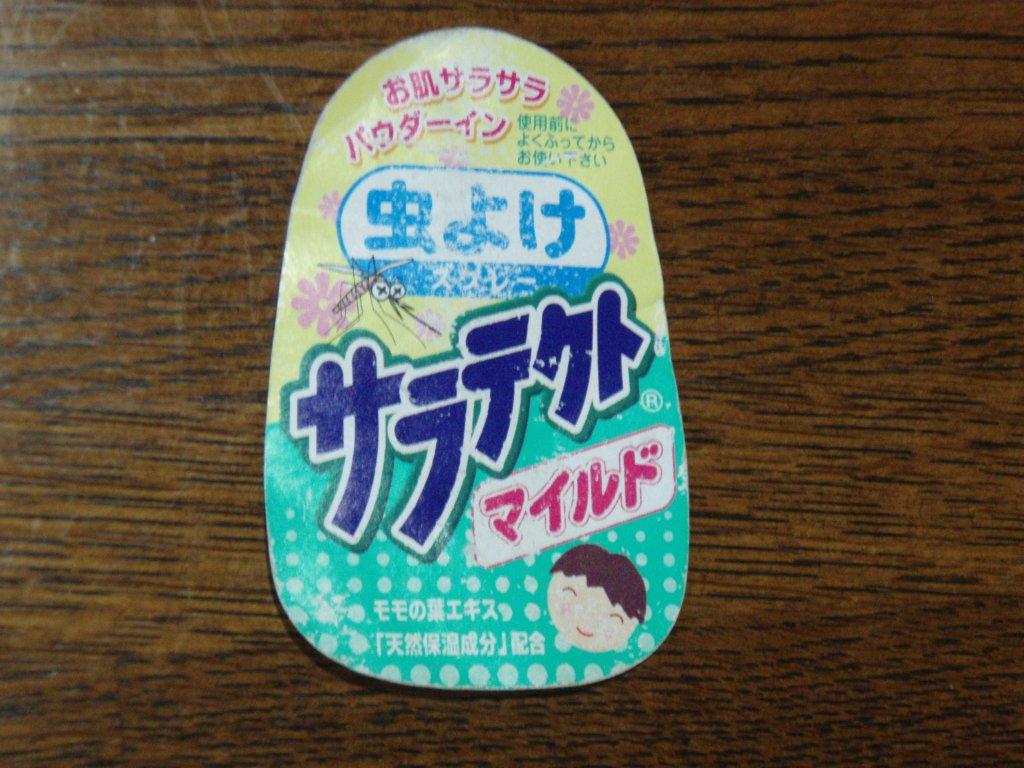 お肌サラサラ
パウダーイン
使用前に
よくふってから
お使い下さい
虫よけ
スプレー
サラテクト®
マイルド
モモの葉エキス
「天然保湿成分」配合